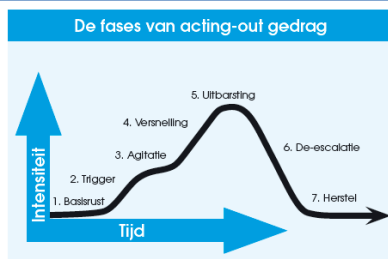 De fases van acting-out gedrag
5. Uitbarsting
4. Versnelling
3. Agitatie
6. De-escalatie
2. Trigger
1. Basisrust
7. Herstel
Intensiteit
Tijd